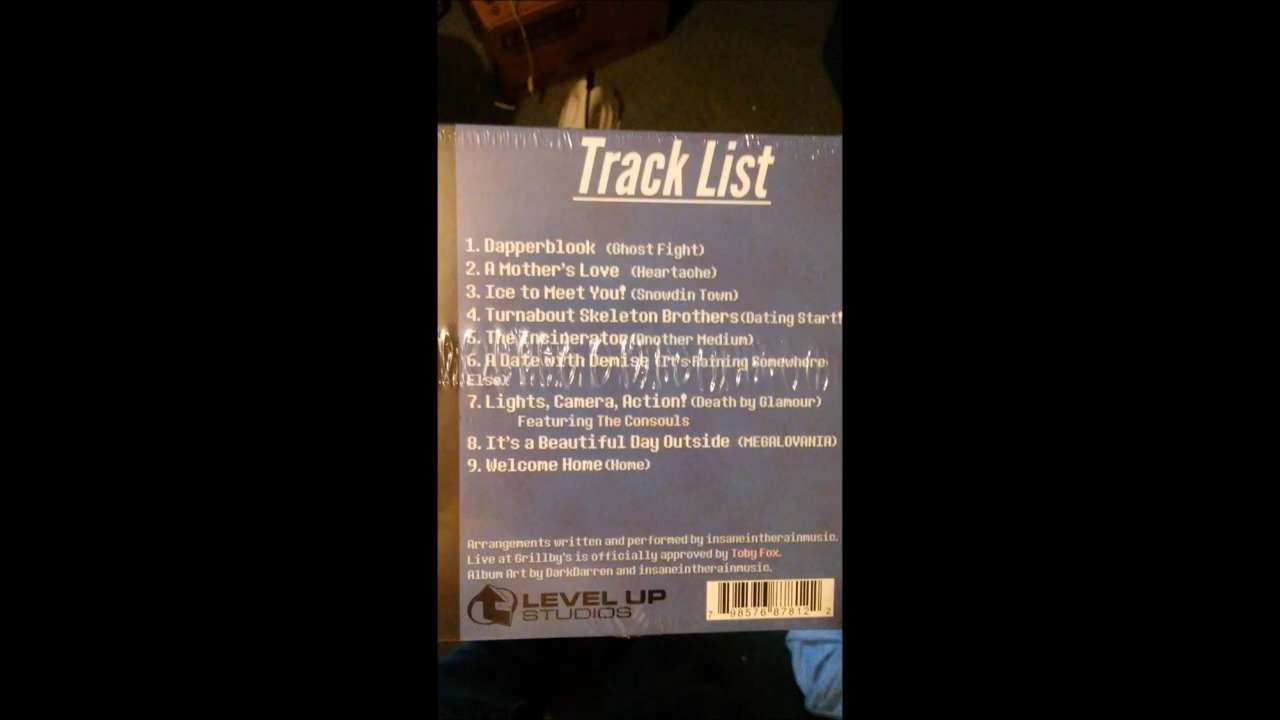 Track List
1. Dapperblook (Ghost Fight)
2. A Mother's Love (Heartache)
3. Ice to Meet You! (Snowdin Town)
4. Turnabout Skeleton Brothers(Dating Start!
5. The Incinerator(Another Medium)
6. A Date with Demise (It's Raining Somewhere
Else)
7. Lights, Camera, Action! (Death by Glamour)
Featuring The Consouls
8. It's a Beautiful Day Outside (MEGALOVANIA)
9. Welcome Home(Home)
Arrangements written and performed by insaneintherainmusic.
Live at Grillby's is officially approved by Toby Fox.
Album Art by DarkDarren and insaneintherainmusic.
LEVEL UP
STUDIOS
7 98576 87812 2